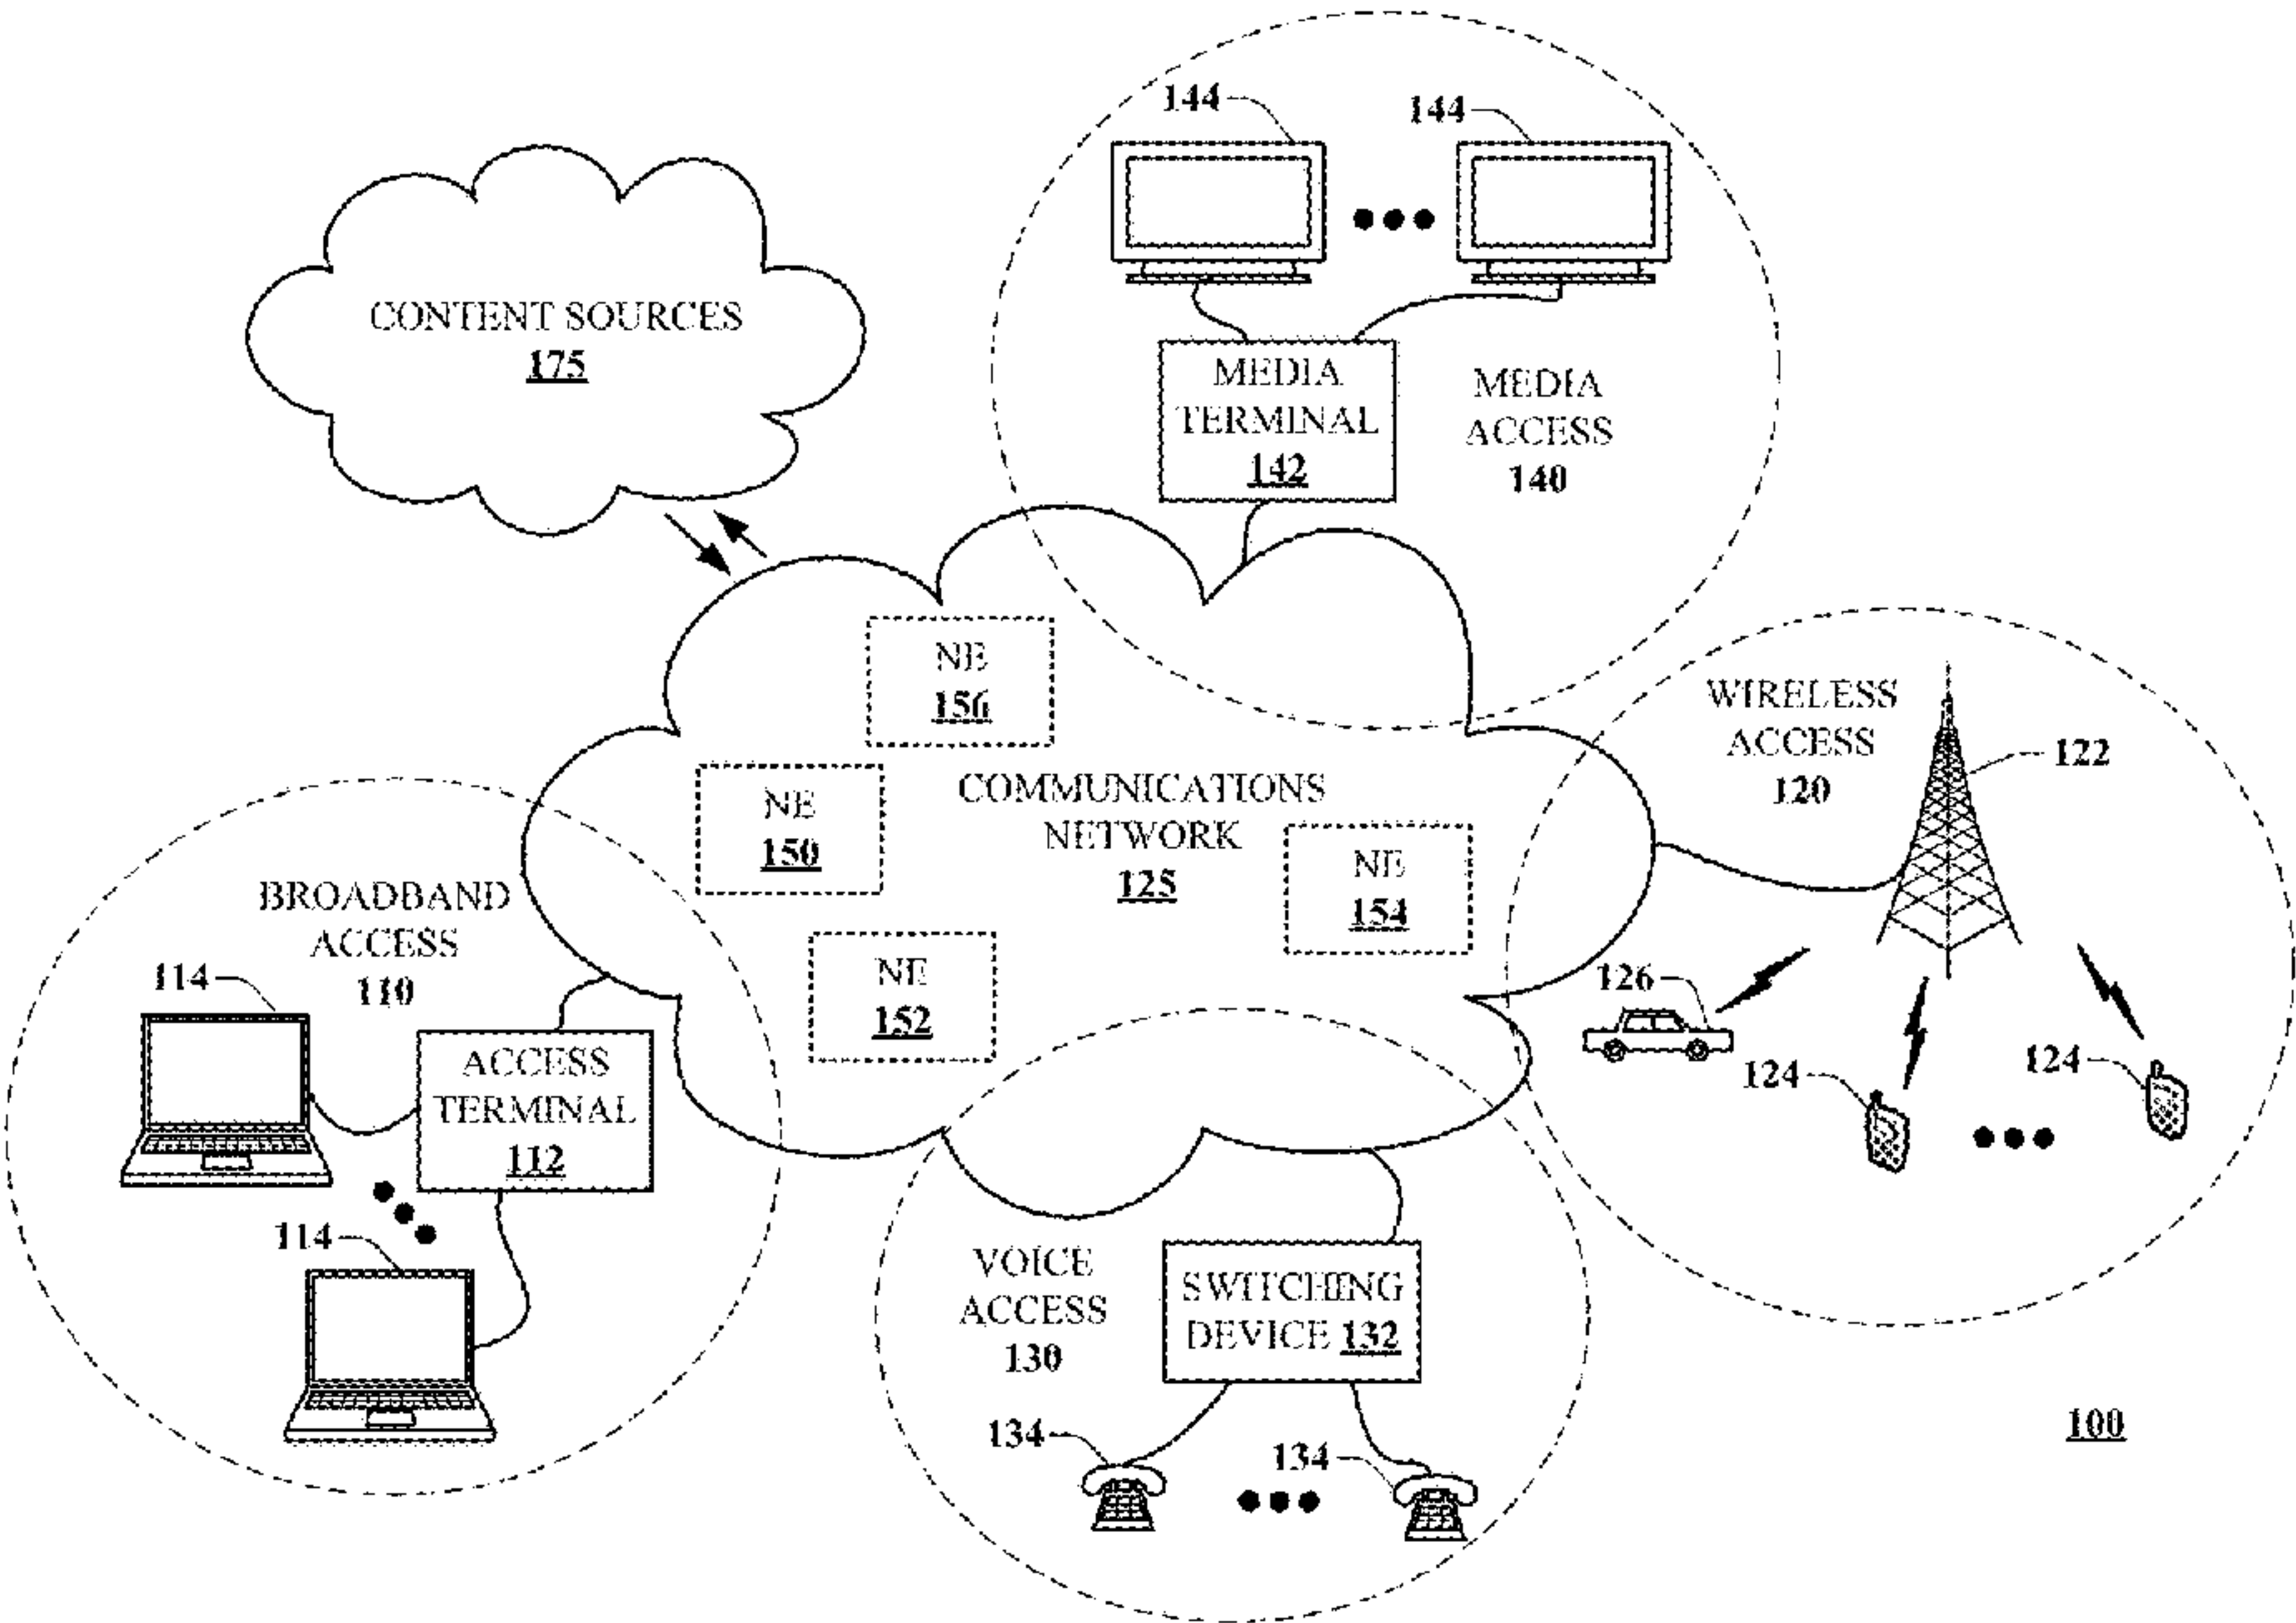 144
144
CONTENT SOURCES
175
MEDIA
TERMINAL
142
MEDIA
ACCESS
140
NE
156
WIRELESS
ACCESS
120
122
COMMUNICATIONS
NETWORK
125
NE
150
NE
154
BROADBAND
ACCESS
110
114
NE
152
126
124
124
ACCESS
TERMINAL
112
114
VOICE
ACCESS
130
SWITCHING
DEVICE 132
134
134
100